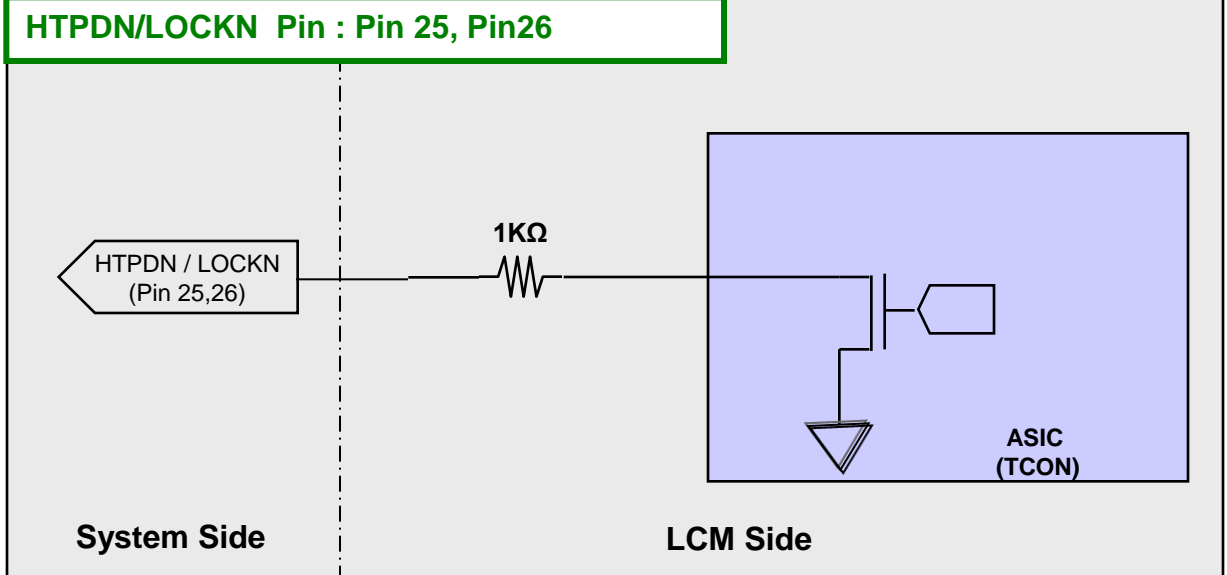 HTPDN/LOCKN Pin : Pin 25, Pin26
1KΩ
HTPDN / LOCKN
(Pin 25,26)
ASIC
(TCON)
System Side
LCM Side